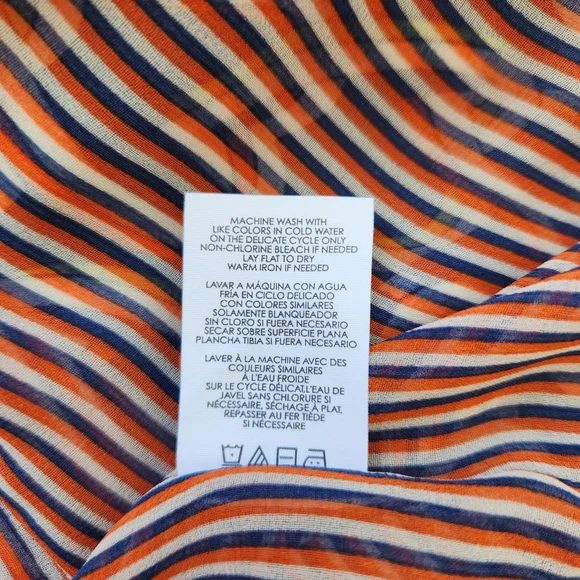 MACHINE WASH WITH
LIKE COLORS IN COLD WATER
ON THE DELICATE CYCLE ONLY
NON-CHLORINE BLEACH IF NEEDED
LAY FLAT TO DRY
WARM IRON IF NEEDED
LAVAR A MÁQUINA CON AGUA
FRÍA EN CICLO DELICADO
CON COLORES SIMILARES
SOLAMENTE BLANQUEADOR
SIN CLORO SI FUERA NECESARIO
SECAR SOBRE SUPERFICIE PLANA
PLANCHA TIBIA SI FUERA NECESARIO
LAVER À LA MACHINE AVEC DES
COULEURS SIMILAIRES
À L'EAU FROIDE
SUR LE CYCLE DÉLICAT.L'EAU DE
JAVEL SANS CHLORURE SI
NÉCESSAIRE, SÉCHAGE À PLAT,
REPASSER AU FER TIÈDE
SI NÉCESSAIRE